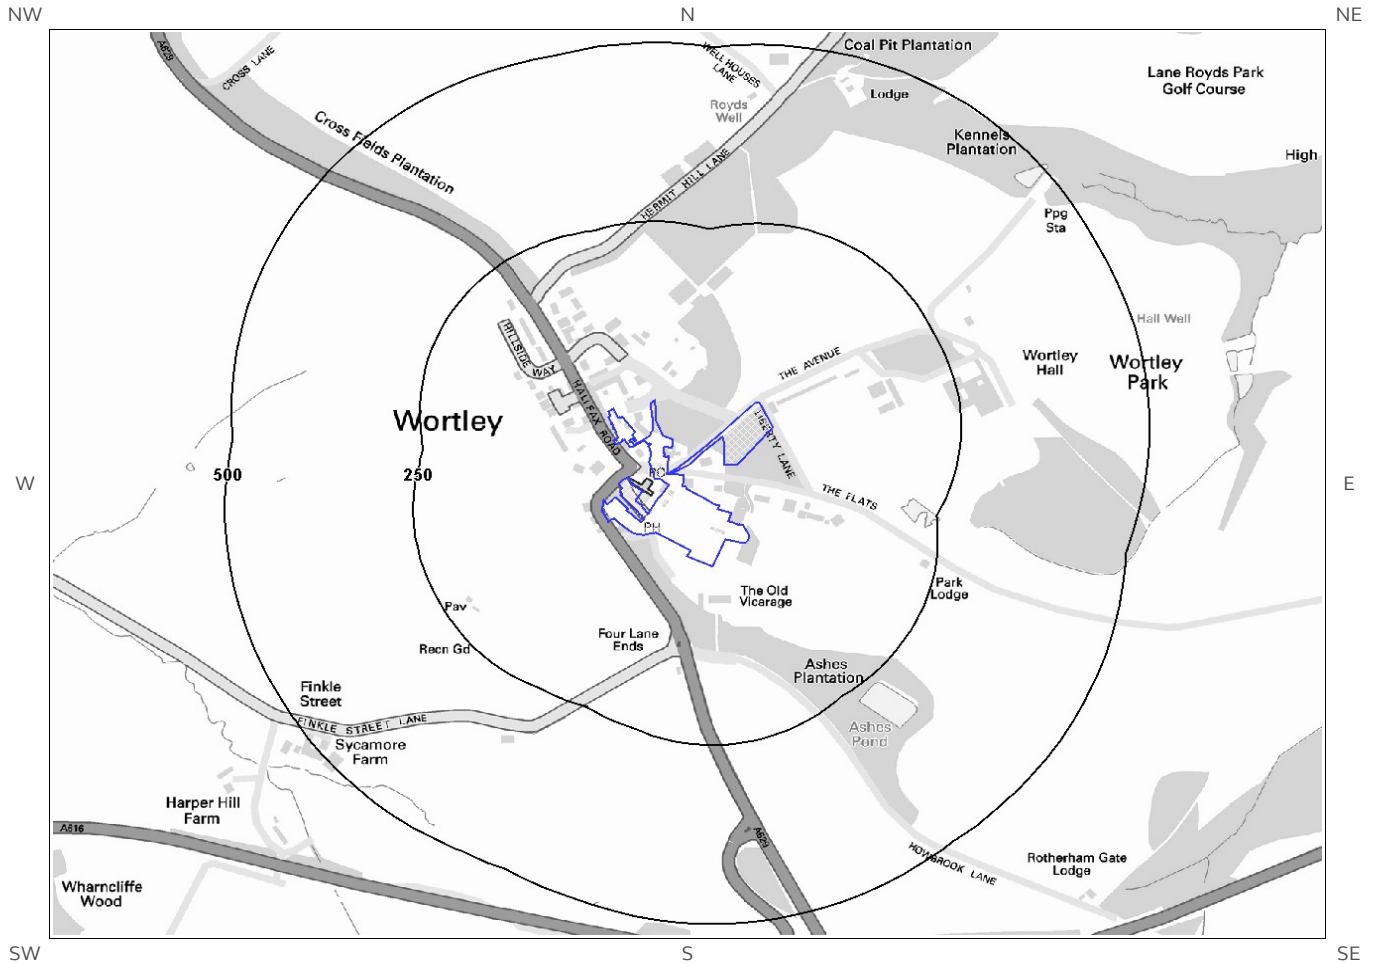 NW
N
NE
A629
CROSS LANE
WELL HOUSES
LANE
Coal Pit Plantation
Lane Royds Park
Golf Course
Lodge
Royds
Well
Cross Fields Plantation
Kennels
Plantation
High
HERMIT HILL LANE
Ppg
Sta
Hall Well
HILLSIDE
WAY
THE AVENUE
Wortley
Hall
Wortley
Park
HALIFAX ROAD
Wortley
LIBERTY LANE
W
500
250
PO
THE FLATS
E
PH
Pav
The Old
Vicarage
Park
Lodge
Recn Gd
Four Lane
Ends
Finkle
Street
Ashes
Plantation
FINKLE STREET LANE
Sycamore
Farm
Ashes
Pond
Harper Hill
Farm
A616
A629
HOWBROOK LANE
Rotherham Gate
Lodge
Wharncliffe
Wood
SW
S
SE